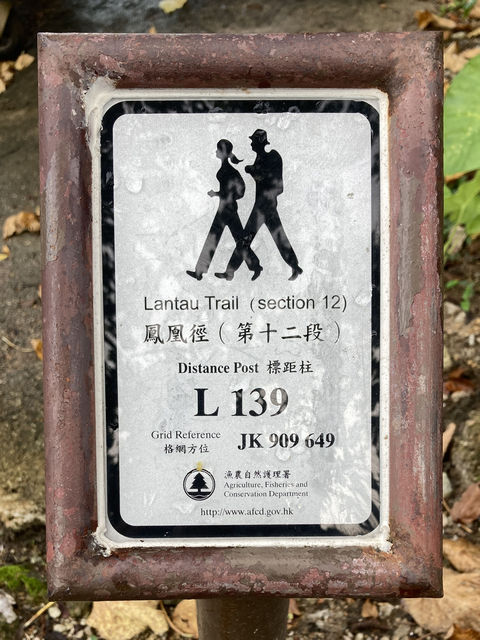 Lantau Trail (section 12)
鳳凰徑(第十二段)
Distance Post 標距柱
L 139
Grid Reference JK 909 649
格網方位
漁農自然護理署
Agriculture, Fisheries and
Conservation Department
http://www.afcd.gov.hk